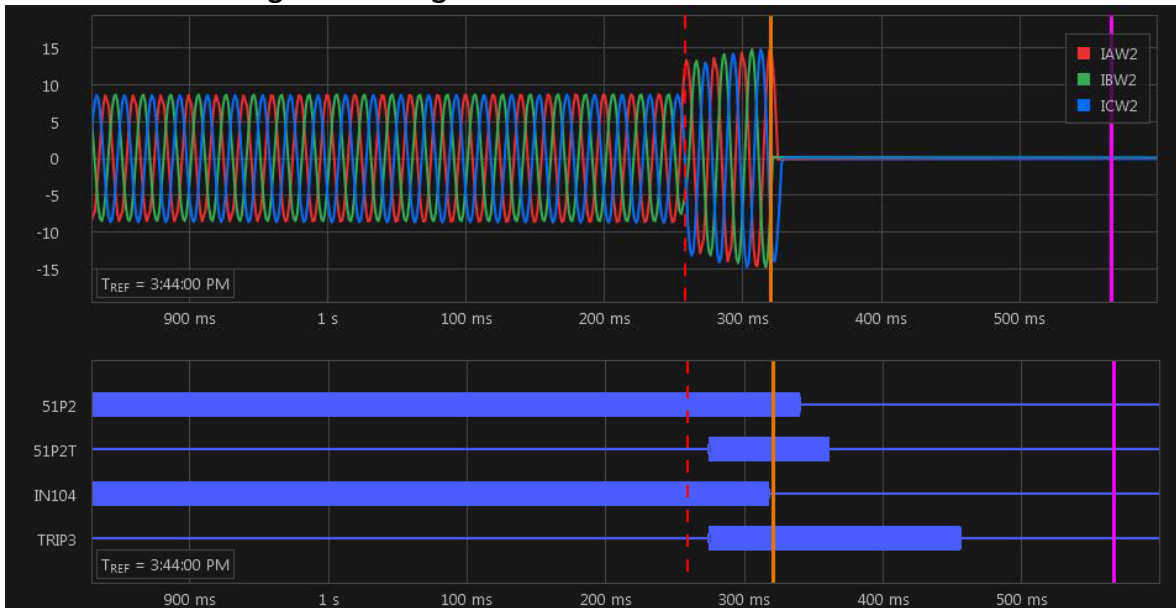 15
10
5
0
-5
-10
-15
IAW2
IBW2
ICW2
TREF = 3:44:00 PM
900 ms 1 s 100 ms 200 ms 300 ms 400 ms 500 ms
51P2
51P2T
IN104
TRIP3
TREF = 3:44:00 PM
900 ms 1 s 100 ms 200 ms 300 ms 400 ms 500 ms